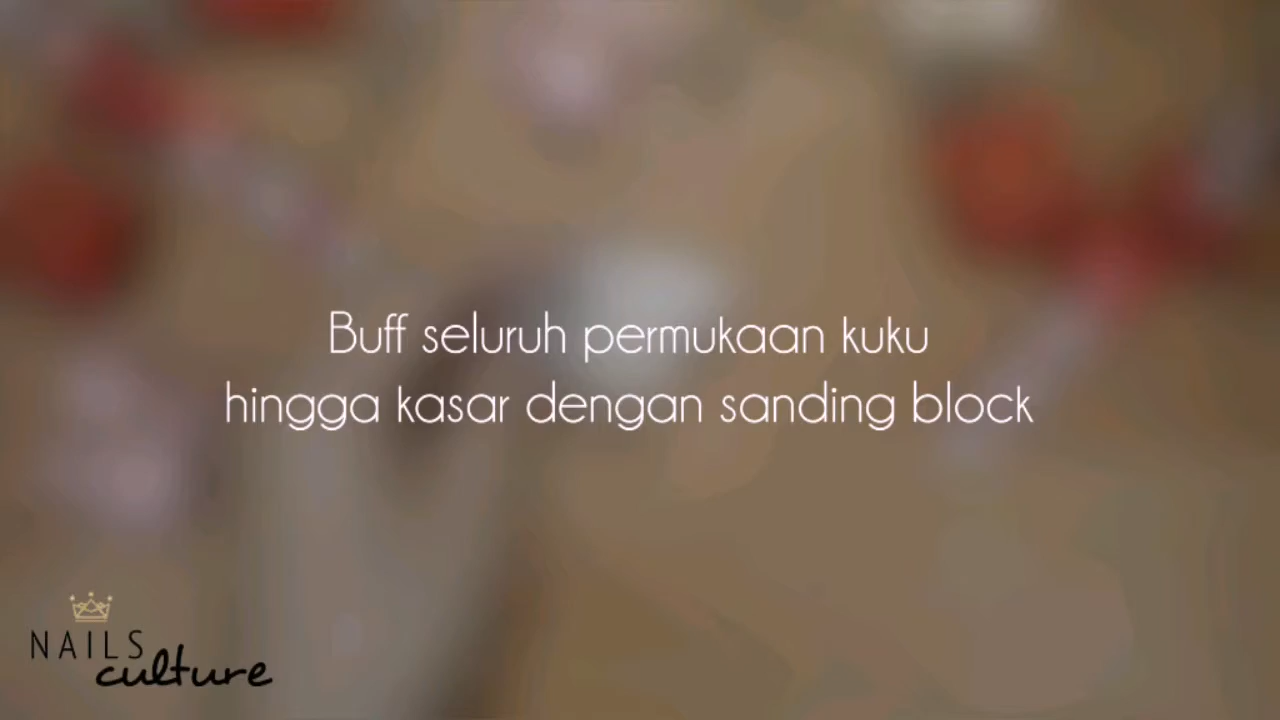 Buff seluruh permukaan kuku
hingga kasar dengan sanding block
NAILS
culture